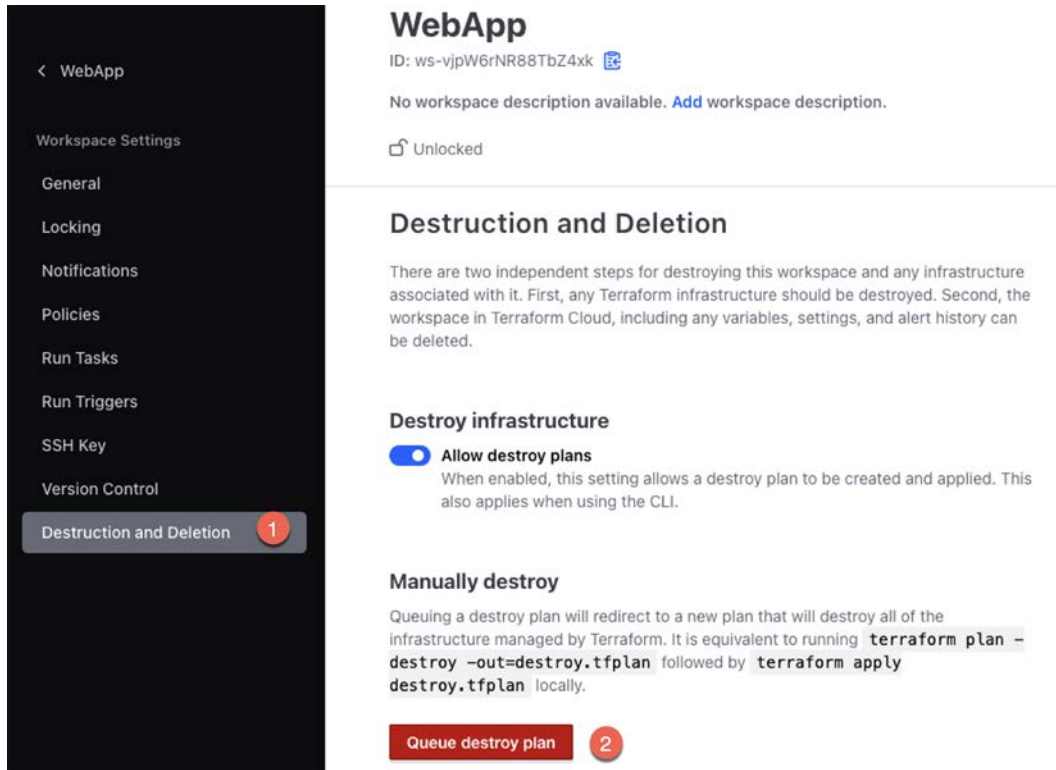 WebApp
Workspace Settings
General
Locking
Notifications
Policies
Run Tasks
Run Triggers
SSH Key
Version Control
Destruction and Deletion
1
WebApp
ID: ws-vjpW6rNR88TbZ4xk
No workspace description available. Add workspace description.
Unlocked
Destruction and Deletion
There are two independent steps for destroying this workspace and any infrastructure
associated with it. First, any Terraform infrastructure should be destroyed. Second, the
workspace in Terraform Cloud, including any variables, settings, and alert history can
be deleted.
Destroy infrastructure
Allow destroy plans
When enabled, this setting allows a destroy plan to be created and applied. This
also applies when using the CLI.
Manually destroy
Queuing a destroy plan will redirect to a new plan that will destroy all of the
infrastructure managed by Terraform. It is equivalent to running terraform plan -
destroy -out=destroy.tfplan followed by terraform apply
destroy.tfplan locally.
Queue destroy plan
2